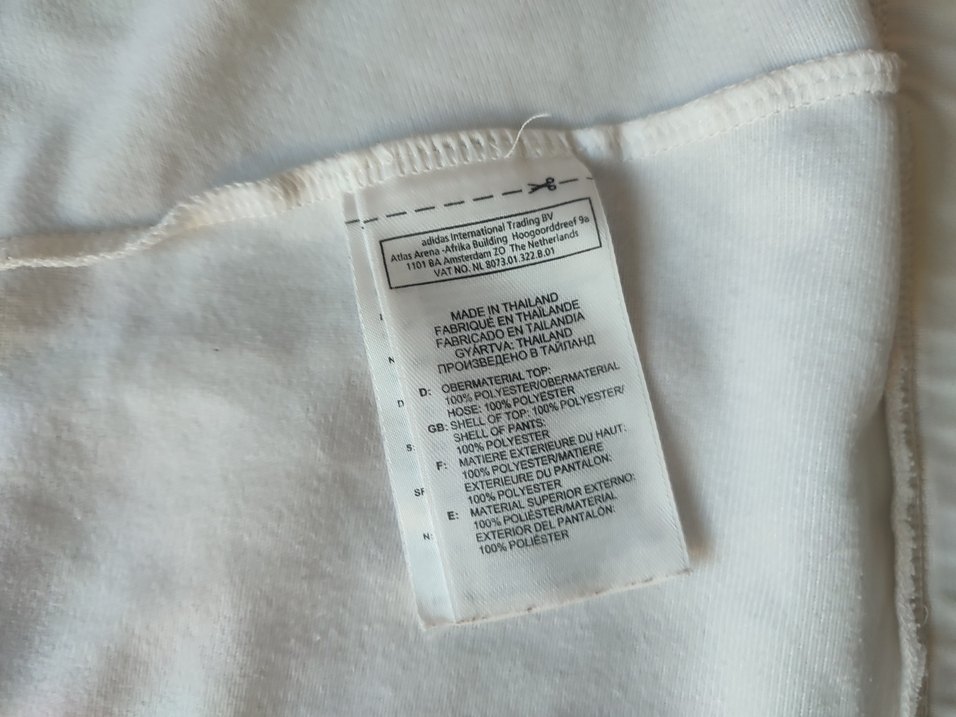 adidas International Trading BV
Atlas Arena -Afrika Building Hoogoorddreef 9a
1101 BA Amsterdam ZO The Netherlands
VAT NO. NL 8073.01.322.B.01
MADE IN THAILAND
FABRIQUÉ EN THAÏLANDE
FABRICADO EN TAILANDIA
GYÁRTVA: THAILAND
ПРОИЗВЕДЕНО В ТАЙЛАНД
D: OBERMATERIAL TOP:
100% POLYESTER/OBERMATERIAL
HOSE: 100% POLYESTER
GB: SHELL OF TOP: 100% POLYESTER/
SHELL OF PANTS:
100% POLYESTER
F: MATIERE EXTERIEURE DU HAUT:
100% POLYESTER/MATIERE
EXTERIEURE DU PANTALON:
100% POLYESTER
E: MATERIAL SUPERIOR EXTERNO:
100% POLIÉSTER/MATERIAL
EXTERIOR DEL PANTALÓN:
100% POLIÉSTER
N
D
S:
SF
N: